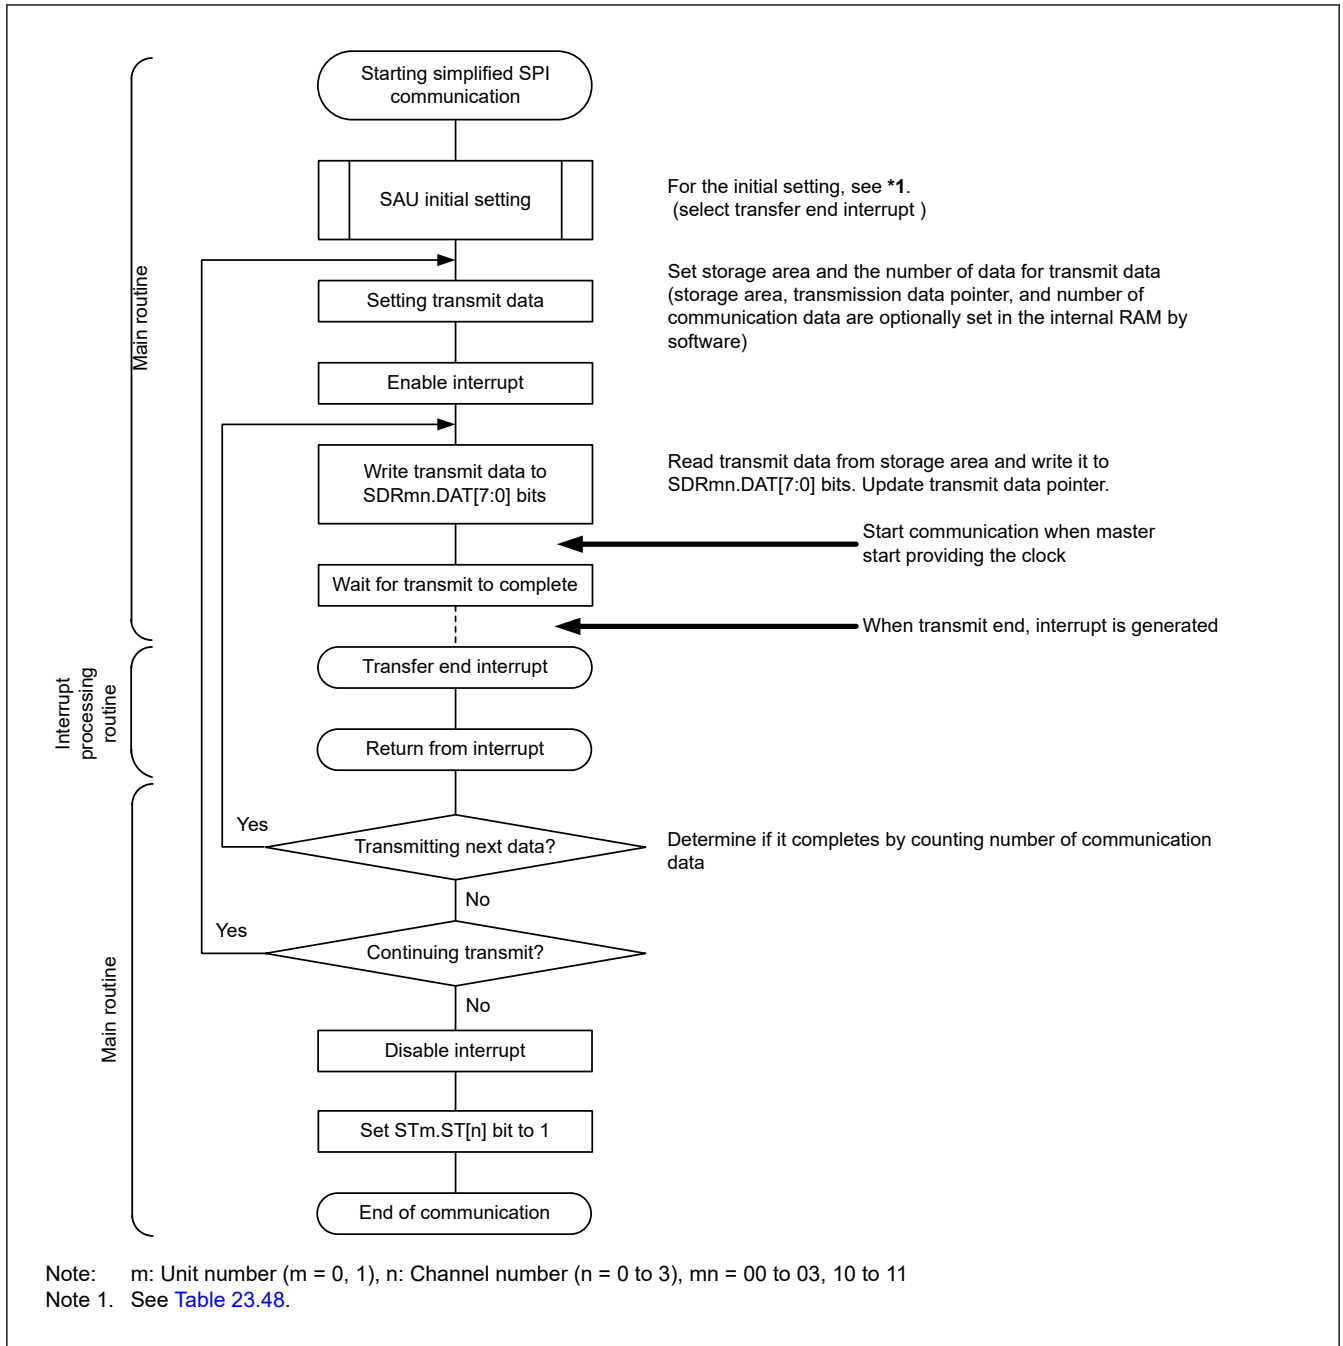 Starting simplified SPI
communication
SAU initial setting
For the initial setting, see *1.
(select transfer end interrupt )
Main routine
Setting transmit data
Set storage area and the number of data for transmit data
(storage area, transmission data pointer, and number of
communication data are optionally set in the internal RAM by
software)
Enable interrupt
Write transmit data to
SDRmn.DAT[7:0] bits
Read transmit data from storage area and write it to
SDRmn.DAT[7:0] bits. Update transmit data pointer.
Start communication when master
start providing the clock
Wait for transmit to complete
When transmit end, interrupt is generated
Interrupt
processing
routine
Transfer end interrupt
Return from interrupt
Yes
Transmitting next data?
Determine if it completes by counting number of communication
data
No
Yes
Continuing transmit?
No
Main routine
Disable interrupt
Set STm.ST[n] bit to 1
End of communication
Note: m: Unit number (m = 0, 1), n: Channel number (n = 0 to 3), mn = 00 to 03, 10 to 11
Note 1. See Table 23.48.